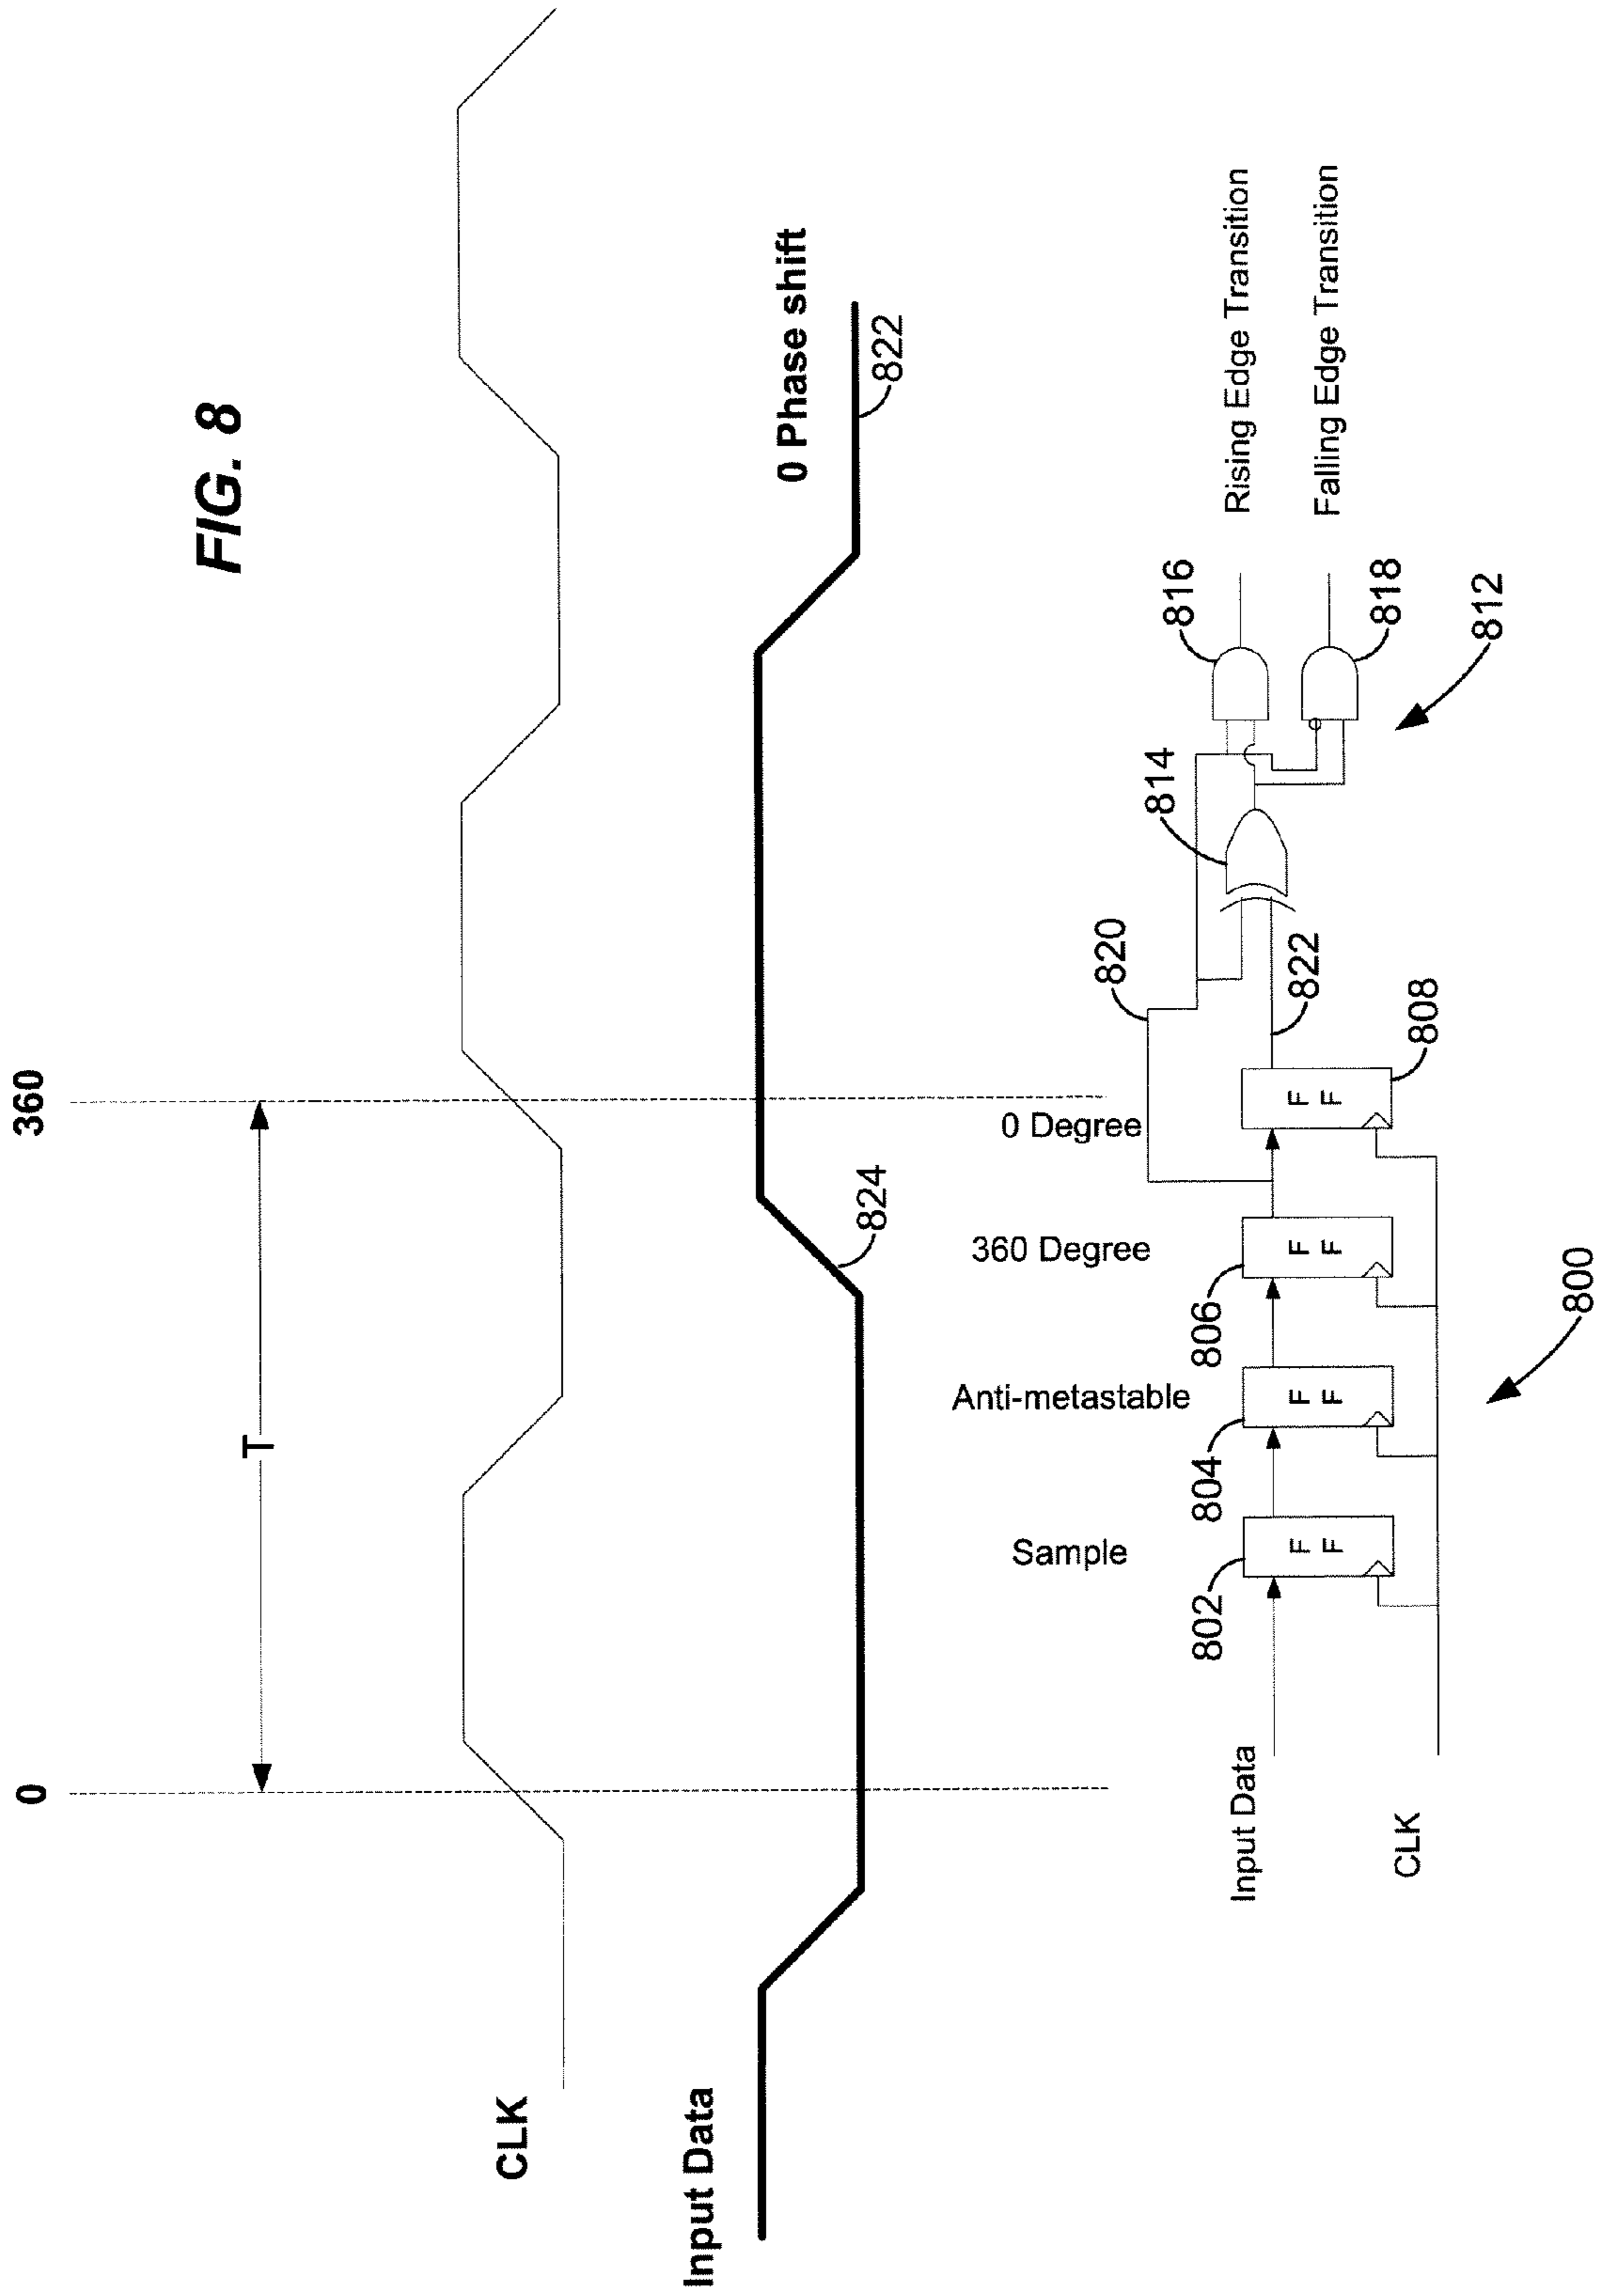 FIG. 8
0
360
T
CLK
Input Data
0 Phase shift
822
824
Sample
Anti-metastable
360 Degree
0 Degree
820
814
816
Rising Edge Transition
802
804
806
Input Data
F F
F F
F F
F F
822
818
Falling Edge Transition
808
812
CLK
800